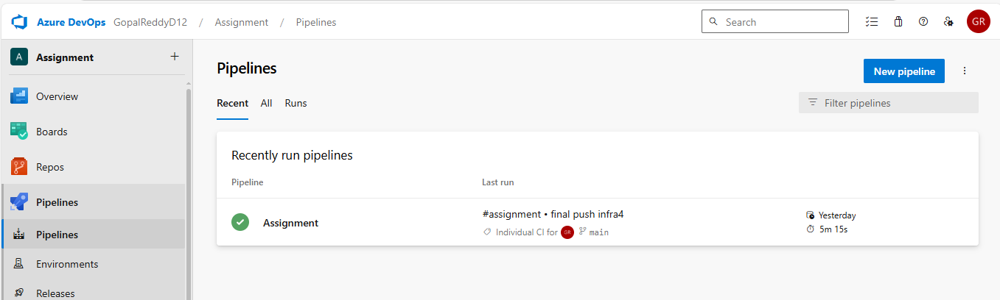 Azure DevOps GopalReddyD12 / Assignment / Pipelines Search GR
A Assignment +
Overview
Boards
Repos
Pipelines
Pipelines
Environments
Releases
Pipelines
New pipeline
Recent All Runs
Filter pipelines
Recently run pipelines
Pipeline Last run
Assignment
#assignment • final push infra4
Individual CI for GR main
Yesterday
5m 15s